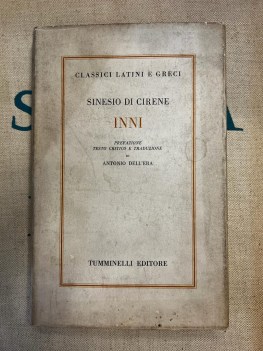 CLASSICI LATINI E GRECI
SINESIO DI CIRENE
INNI
PREFAZIONE
TESTO CRITICO E TRADUZIONE
DI
ANTONIO DELL'ERA
TUMMINELLI EDITORE